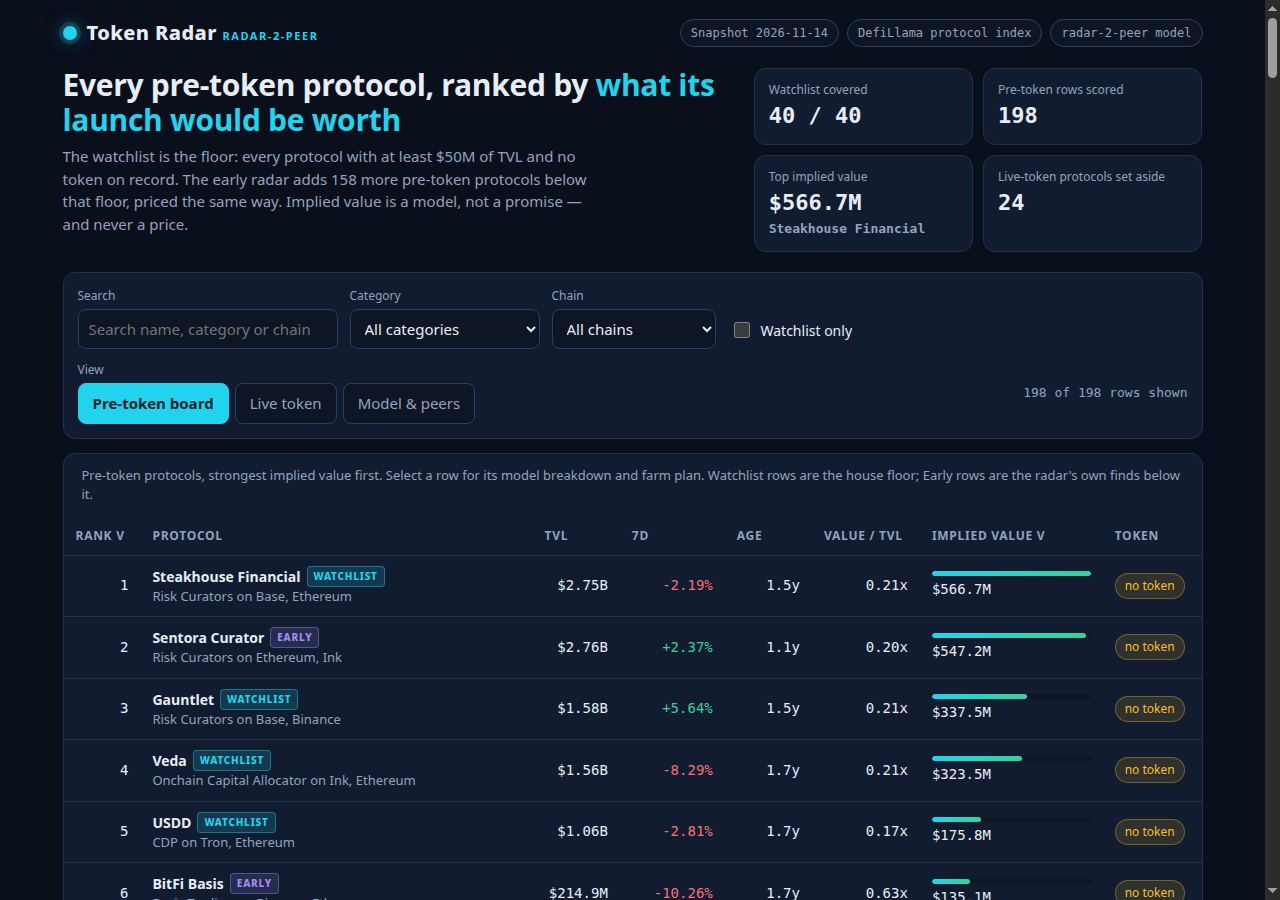 Token Radar RADAR-2-PEER
Snapshot 2026-11-14
DefiLlama protocol index
radar-2-peer model
Every pre-token protocol, ranked by what its
launch would be worth
The watchlist is the floor: every protocol with at least $50M of TVL and no
token on record. The early radar adds 158 more pre-token protocols below
that floor, priced the same way. Implied value is a model, not a promise —
and never a price.
Watchlist covered
40 / 40
Pre-token rows scored
198
Top implied value
$566.7M
Steakhouse Financial
Live-token protocols set aside
24
Search
Category
Chain
Search name, category or chain
All categories
All chains
Watchlist only
View
Pre-token board
Live token
Model & peers
198 of 198 rows shown
Pre-token protocols, strongest implied value first. Select a row for its model breakdown and farm plan. Watchlist rows are the house floor; Early rows are the radar's own finds below
it.
RANK V PROTOCOL TVL 7D AGE VALUE / TVL IMPLIED VALUE V TOKEN
1 Steakhouse Financial WATCHLIST $2.75B -2.19% 1.5y 0.21x $566.7M no token
Risk Curators on Base, Ethereum
2 Sentora Curator EARLY $2.76B +2.37% 1.1y 0.20x $547.2M no token
Risk Curators on Ethereum, Ink
3 Gauntlet WATCHLIST $1.58B +5.64% 1.5y 0.21x $337.5M no token
Risk Curators on Base, Binance
4 Veda WATCHLIST $1.56B -8.29% 1.7y 0.21x $323.5M no token
Onchain Capital Allocator on Ink, Ethereum
5 USDD WATCHLIST $1.06B -2.81% 1.7y 0.17x $175.8M no token
CDP on Tron, Ethereum
6 BitFi Basis EARLY $214.9M -10.26% 1.7y 0.63x $135.1M no token